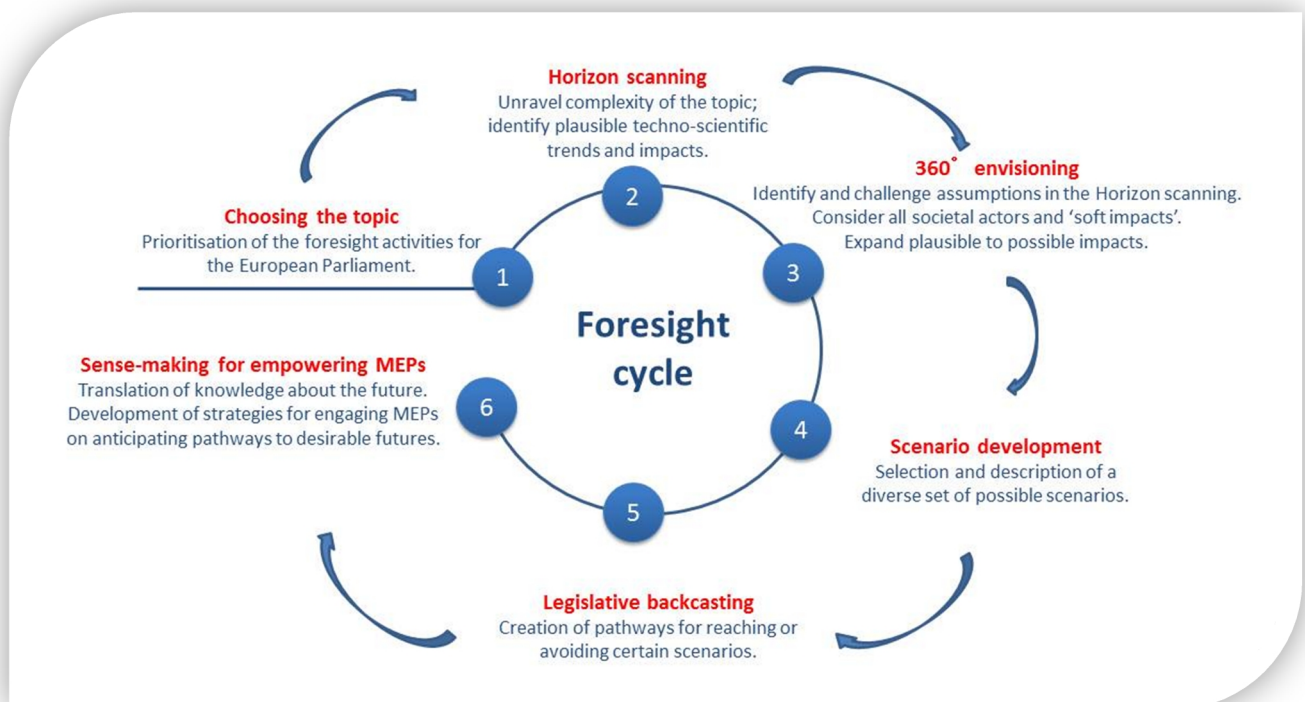 Horizon scanning
Unravel complexity of the topic;
identify plausible techno-scientific
trends and impacts.
2
360° envisioning
Identify and challenge assumptions in the Horizon scanning.
Consider all societal actors and ‘soft impacts’.
Expand plausible to possible impacts.
3
Choosing the topic
Prioritisation of the foresight activities for
the European Parliament.
1
Foresight
cycle
Sense-making for empowering MEPs
Translation of knowledge about the future.
Development of strategies for engaging MEPs
on anticipating pathways to desirable futures.
6
4
Scenario development
Selection and description of a
diverse set of possible scenarios.
5
Legislative backcasting
Creation of pathways for reaching or
avoiding certain scenarios.